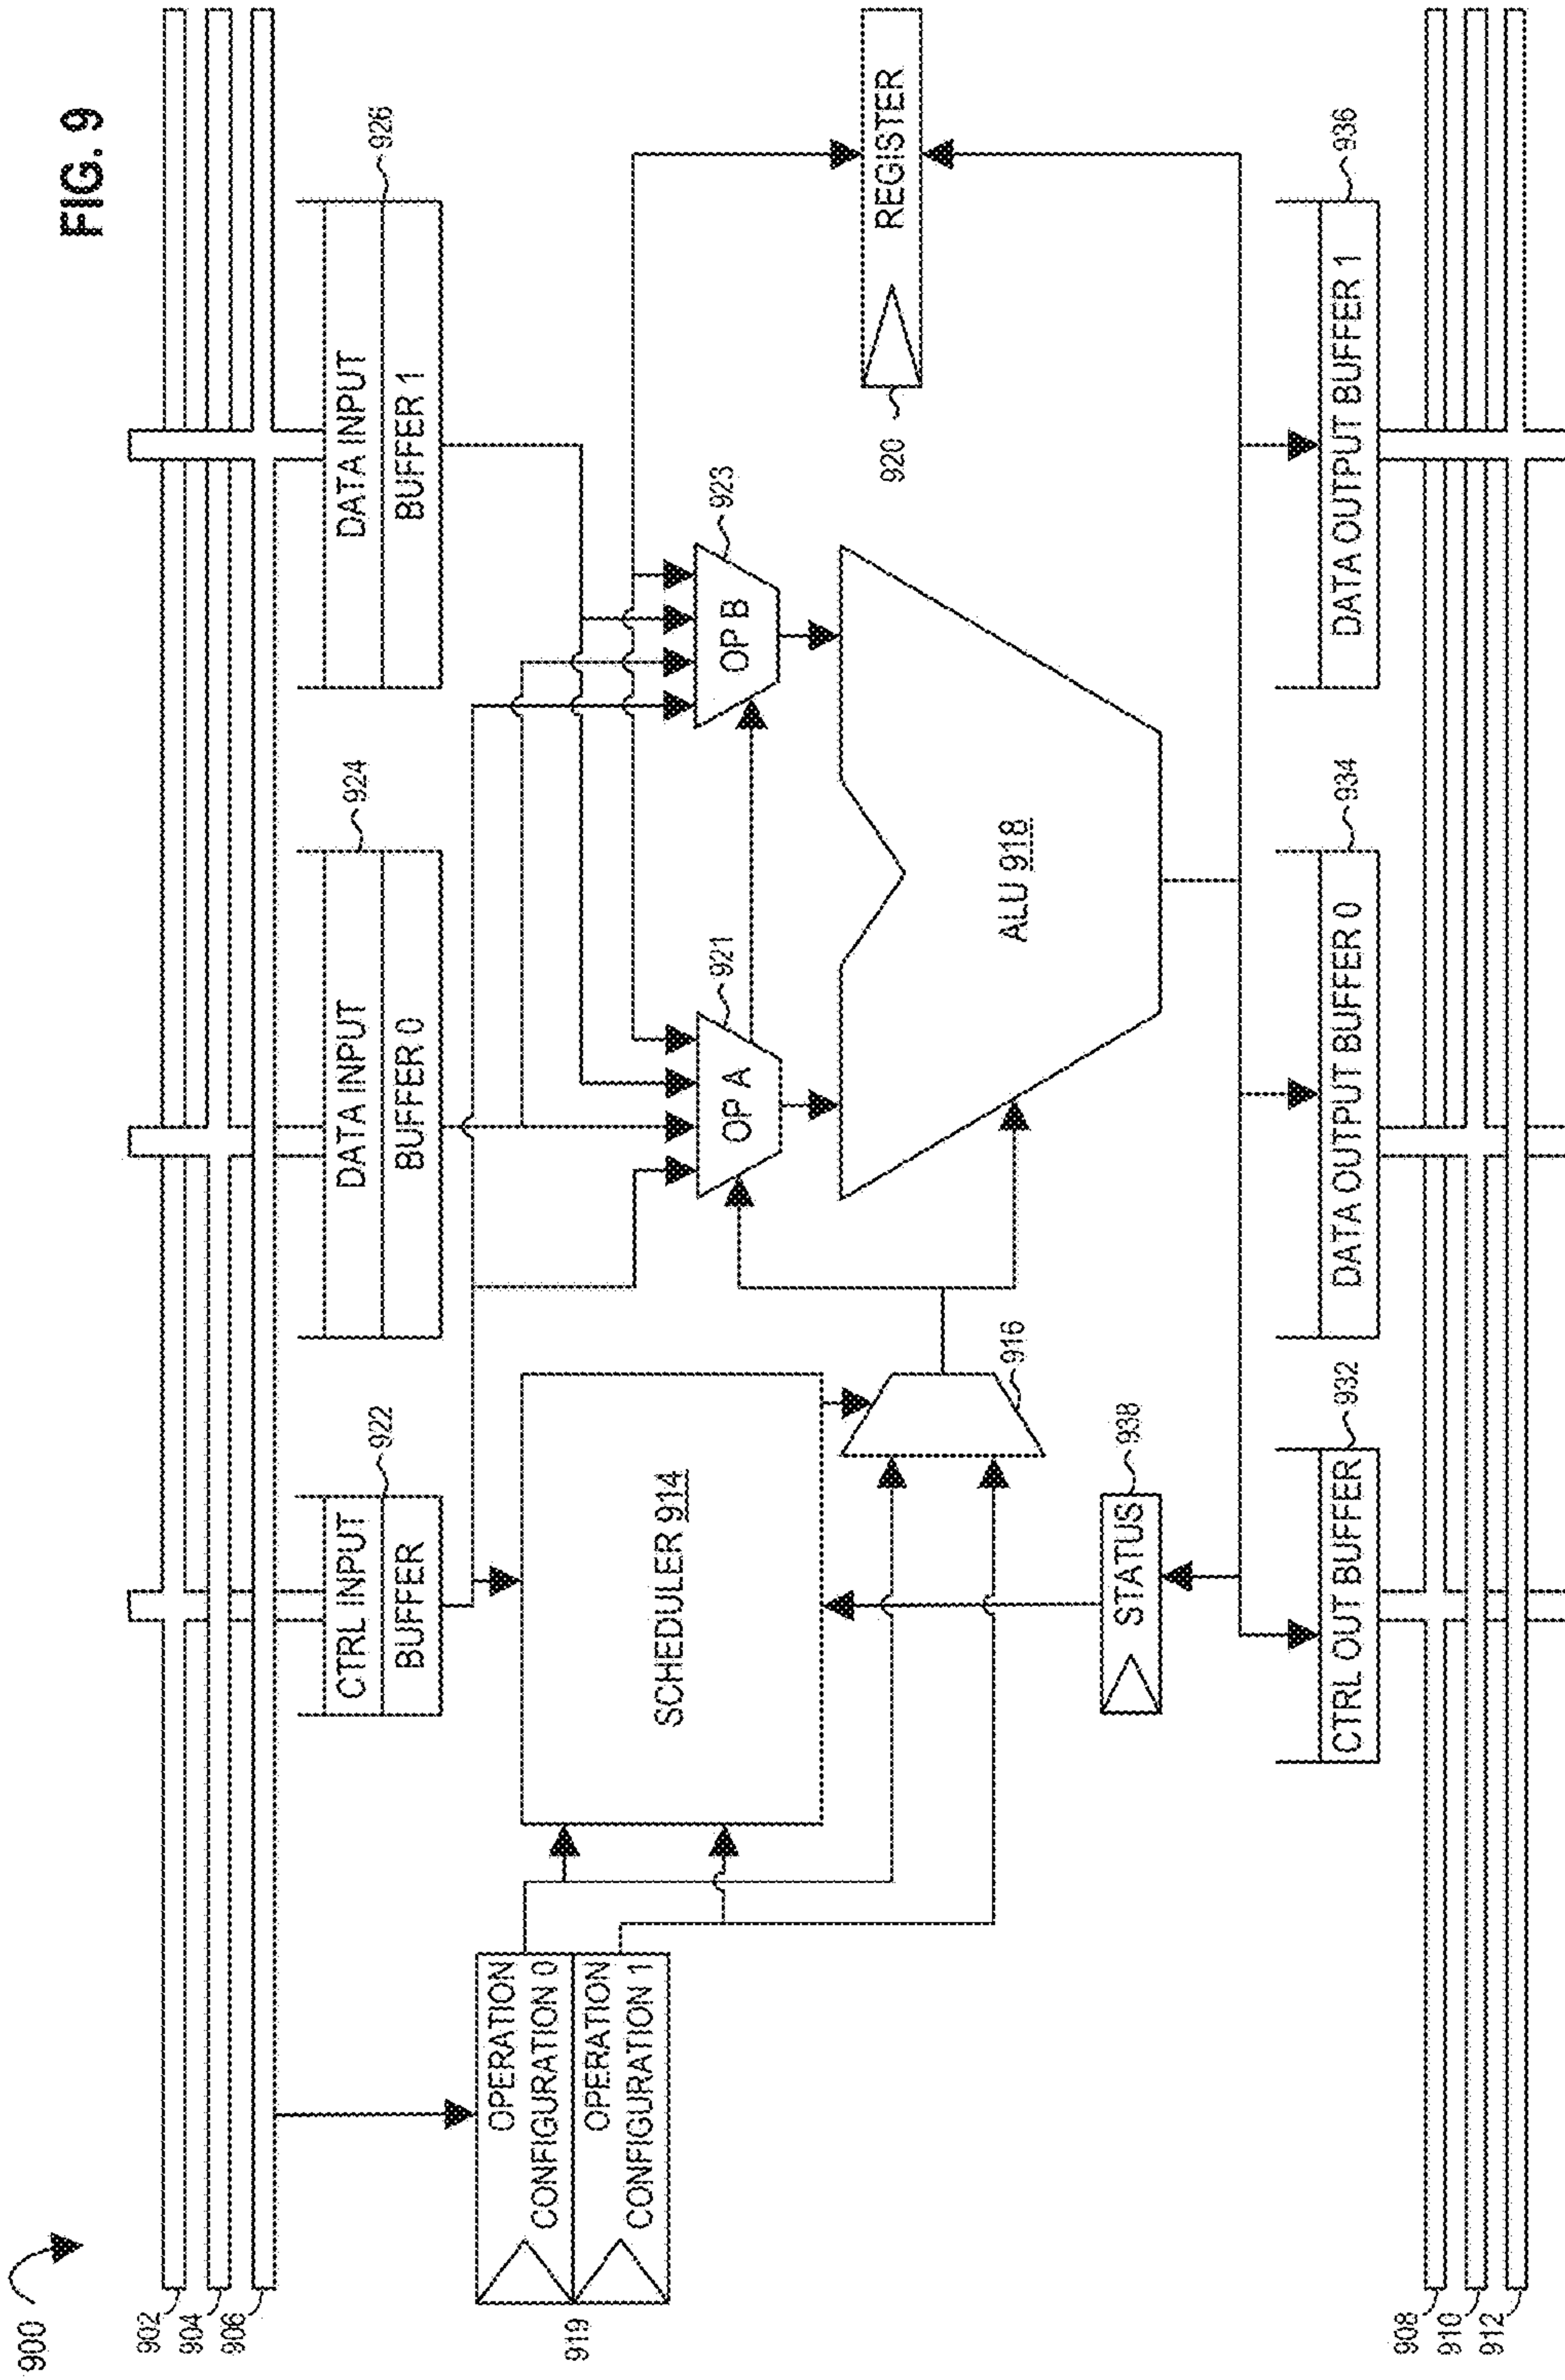 FIG. 9
900
902
904
906
CTRL INPUT
BUFFER
922
DATA INPUT
BUFFER 0
924
DATA INPUT
BUFFER 1
926
OPERATION
CONFIGURATION 0
OPERATION
CONFIGURATION 1
919
SCHEDULER 914
916
OP A
921
OP B
923
ALU 918
REGISTER
920
STATUS
938
CTRL OUT BUFFER
932
DATA OUTPUT BUFFER 0
934
DATA OUTPUT BUFFER 1
936
908
910
912